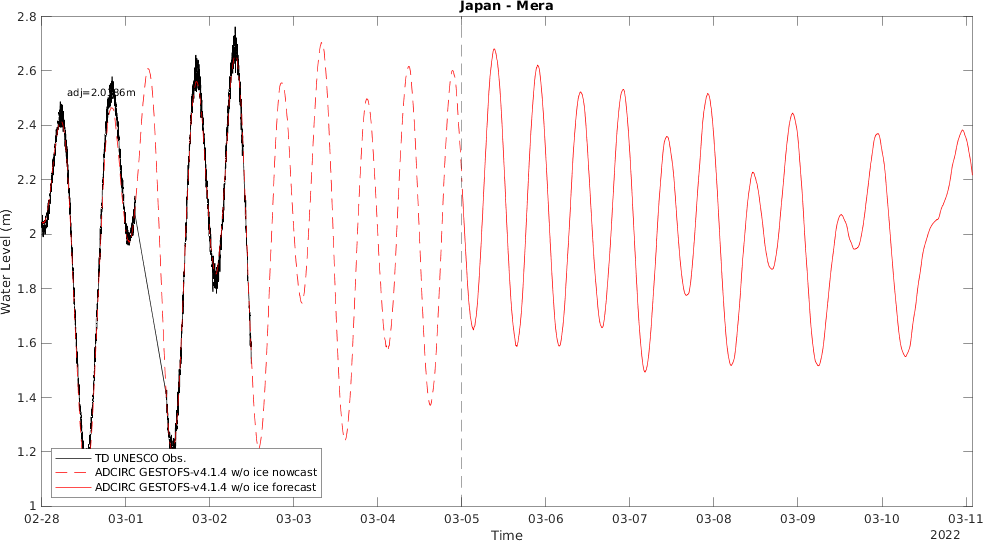 Japan - Mera
Water Level (m)
2.8
2.6
2.4
2.2
2
1.8
1.6
1.4
1.2
1
adj=2.0336m
TD UNESCO Obs.
ADCIRC GESTOFS-v4.1.4 w/o ice nowcast
ADCIRC GESTOFS-v4.1.4 w/o ice forecast
02-28 03-01 03-02 03-03 03-04 03-05 03-06 03-07 03-08 03-09 03-10 03-11
Time
2022